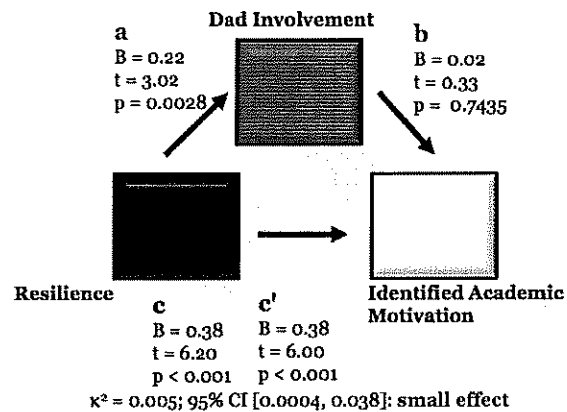 Dad Involvement
a
B = 0.22
t = 3.02
p = 0.0028
b
B = 0.02
t = 0.33
p = 0.7435
Resilience
Identified Academic
Motivation
c
B = 0.38
t = 6.20
p < 0.001
c'
B = 0.38
t = 6.00
p < 0.001
κ² = 0.005; 95% CI [0.0004, 0.038]: small effect